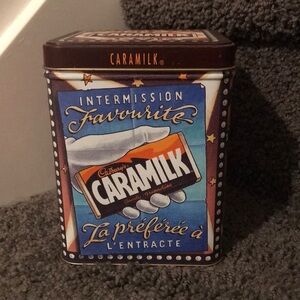 CARAMILK®
INTERMISSION
Favourite
Cadbury's
CARAMILK
La préférée à
L'ENTRACTE